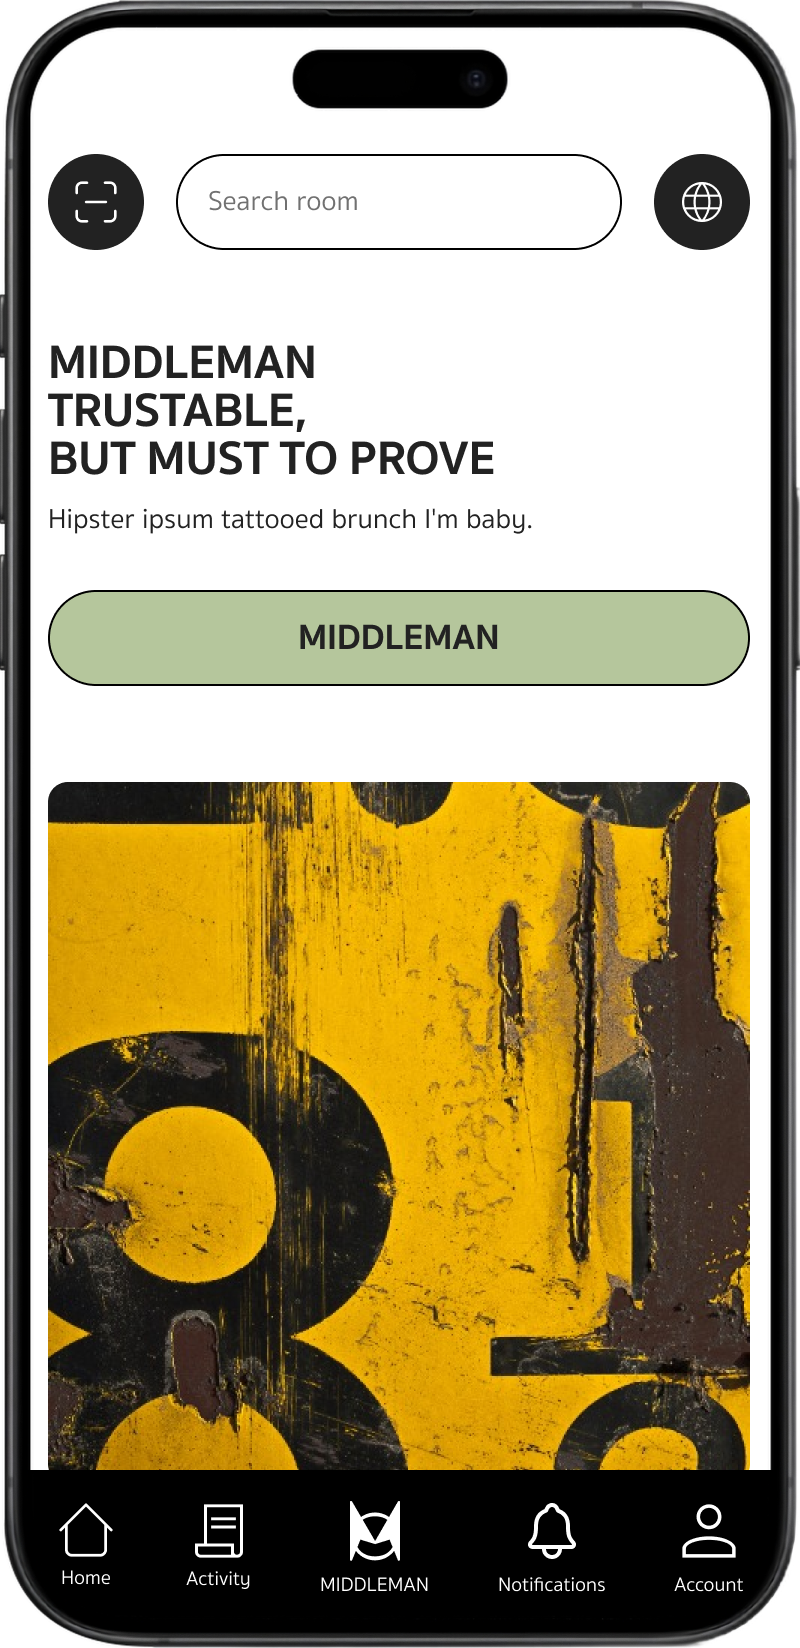 Search room
MIDDLEMAN
TRUSTABLE,
BUT MUST TO PROVE
Hipster ipsum tattooed brunch I'm baby.
MIDDLEMAN
Home
Activity
MIDDLEMAN
Notifications
Account